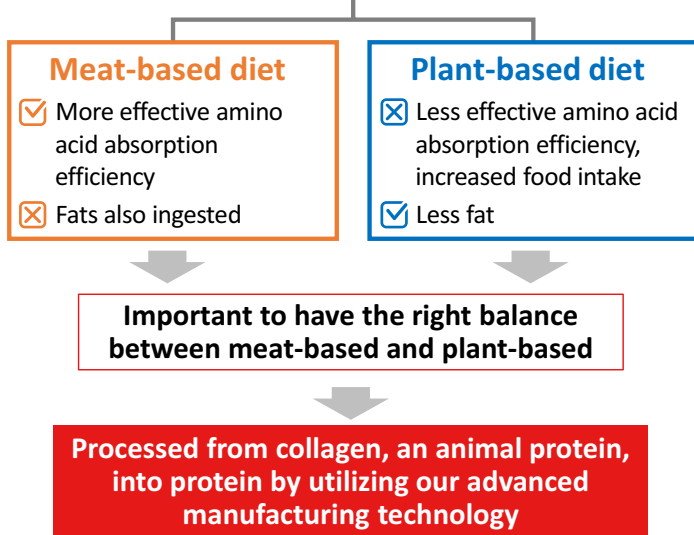 Meat-based diet
More effective amino
acid absorption
efficiency
Fats also ingested
Plant-based diet
Less effective amino acid
absorption efficiency,
increased food intake
Less fat
Important to have the right balance
between meat-based and plant-based
Processed from collagen, an animal protein,
into protein by utilizing our advanced
manufacturing technology